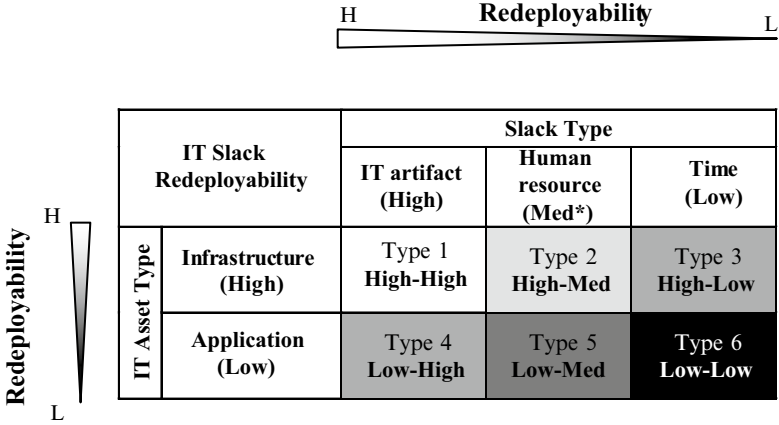 Redeployability
H
L
IT Slack
Redeployability
Slack Type
IT artifact
(High)
Human
resource
(Med*)
Time
(Low)
Redeployability
H
L
IT Asset Type
Infrastructure
(High)
Type 1
High-High
Type 2
High-Med
Type 3
High-Low
Application
(Low)
Type 4
Low-High
Type 5
Low-Med
Type 6
Low-Low